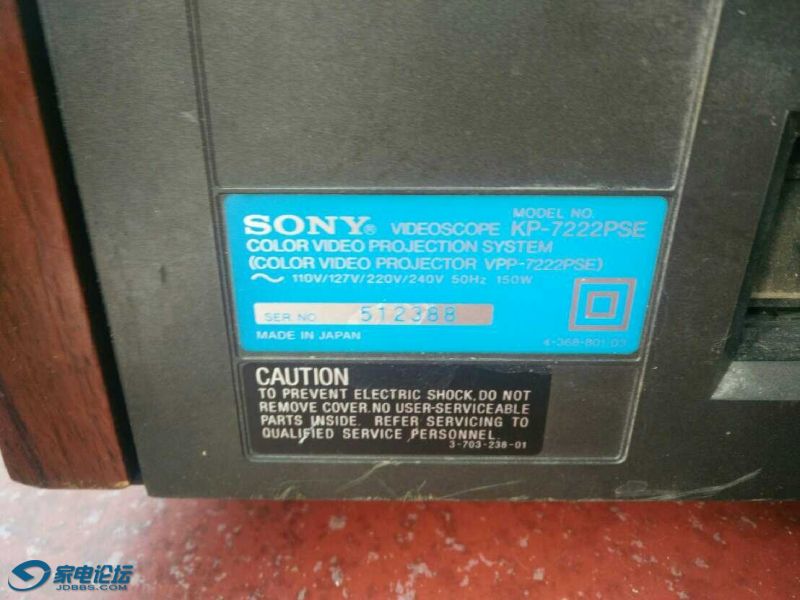 SONY® VIDEOSCOPE MODEL NO. KP-7222PSE
COLOR VIDEO PROJECTION SYSTEM
(COLOR VIDEO PROJECTOR VPP-7222PSE)
~ 110V/127V/220V/240V 50Hz 150W
SER. NO. 512388
MADE IN JAPAN
4-368-801-03
CAUTION
TO PREVENT ELECTRIC SHOCK, DO NOT
REMOVE COVER. NO USER-SERVICEABLE
PARTS INSIDE. REFER SERVICING TO
QUALIFIED SERVICE PERSONNEL.
3-703-238-01
家电论坛
JDBBS.COM